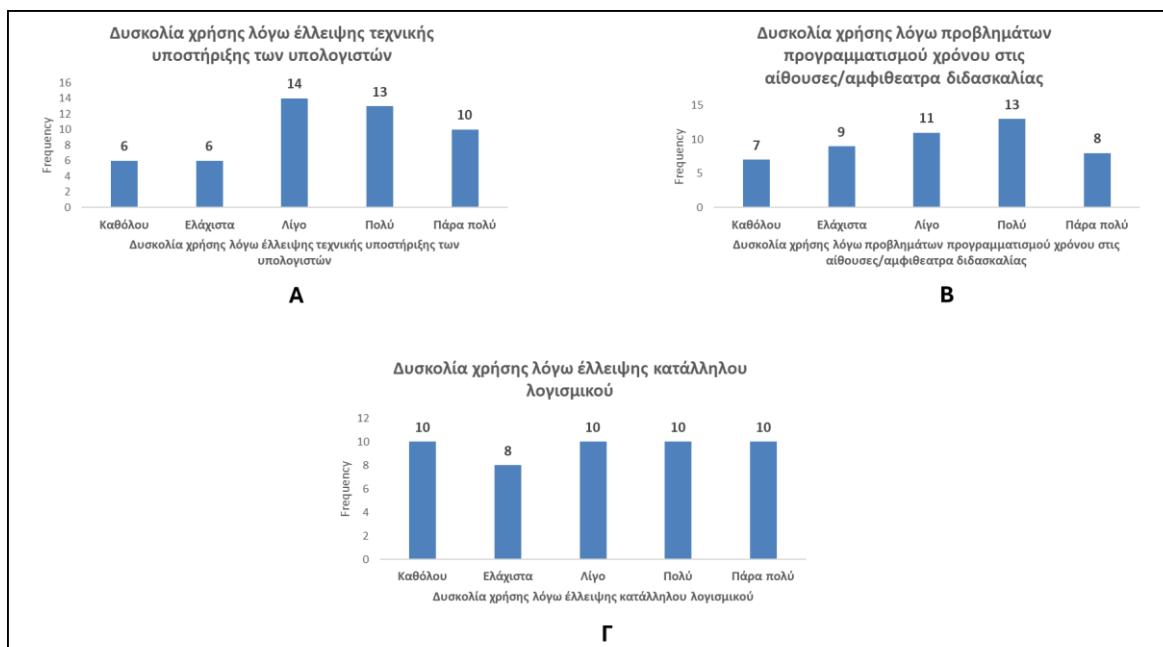 Δυσκολία χρήσης λόγω έλλειψης τεχνικής
υποστήριξης των υπολογιστών
16
14
12
10
8
6
4
2
0
Frequency
6
6
14
13
10
Καθόλου Ελάχιστα Λίγο Πολύ Πάρα πολύ
Δυσκολία χρήσης λόγω έλλειψης τεχνικής υποστήριξης των
υπολογιστών
Α
Δυσκολία χρήσης λόγω προβλημάτων
προγραμματισμού χρόνου στις
αίθουσες/αμφιθεατρα διδασκαλίας
15
10
5
0
Frequency
7
9
11
13
8
Καθόλου Ελάχιστα Λίγο Πολύ Πάρα πολύ
Δυσκολία χρήσης λόγω προβλημάτων προγραμματισμού χρόνου στις
αίθουσες/αμφιθεατρα διδασκαλίας
Β
Δυσκολία χρήσης λόγω έλλειψης κατάλληλου
λογισμικού
12
10
8
6
4
2
0
Frequency
10
8
10
10
10
Καθόλου Ελάχιστα Λίγο Πολύ Πάρα πολύ
Δυσκολία χρήσης λόγω έλλειψης κατάλληλου λογισμικού
Γ